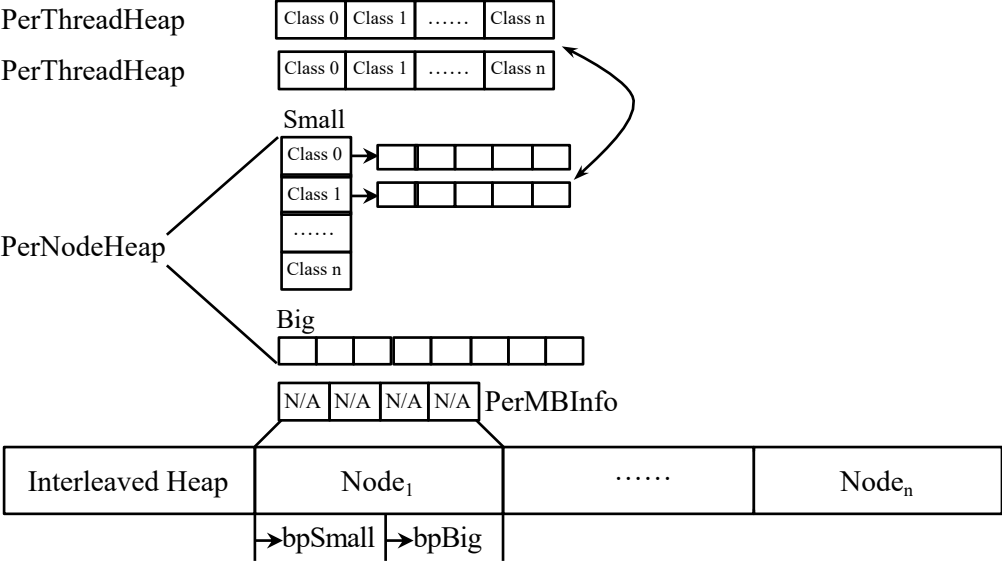 PerThreadHeap Class 0 Class 1 ...... Class n
PerThreadHeap Class 0 Class 1 ...... Class n
Small
Class 0
Class 1
......
PerNodeHeap
Class n
Big
N/A N/A N/A N/A PerMBInfo
Interleaved Heap Node1 ...... Noden
bpSmall bpBig